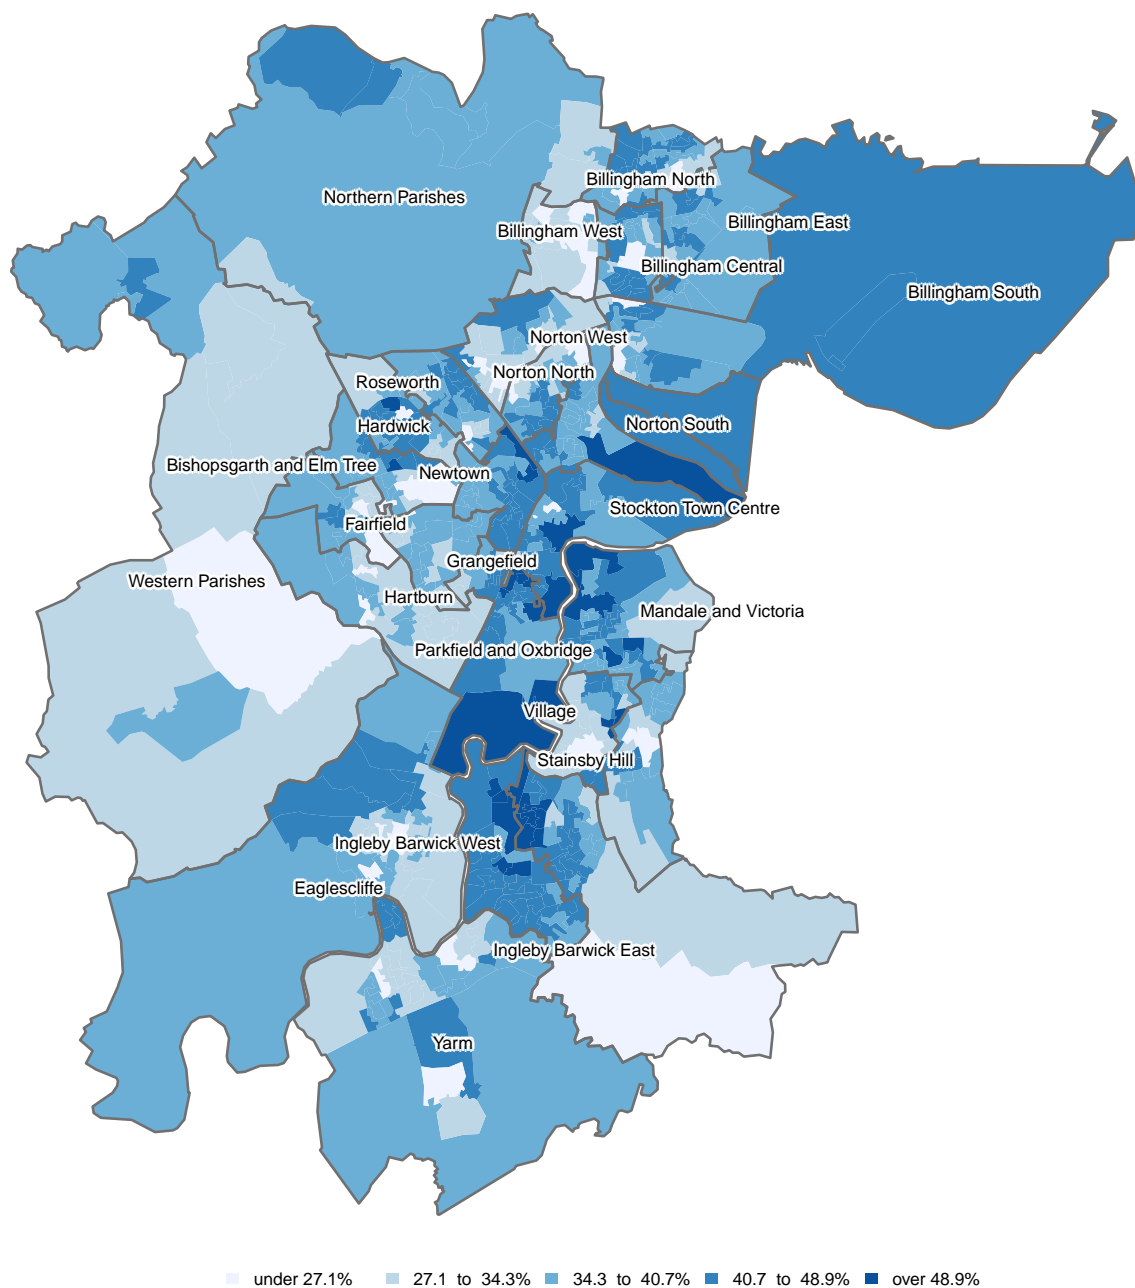 Billingham North
Northern Parishes
Billingham East
Billingham West
Billingham Central
Billingham South
Norton West
Norton North
Roseworth
Norton South
Hardwick
Bishopsgarth and Elm Tree
Newtown
Stockton Town Centre
Fairfield
Grangefield
Western Parishes
Hartburn
Mandale and Victoria
Parkfield and Oxbridge
Village
Stainsby Hill
Ingleby Barwick West
Eaglescliffe
Ingleby Barwick East
Yarm
under 27.1% 27.1 to 34.3% 34.3 to 40.7% 40.7 to 48.9% over 48.9%